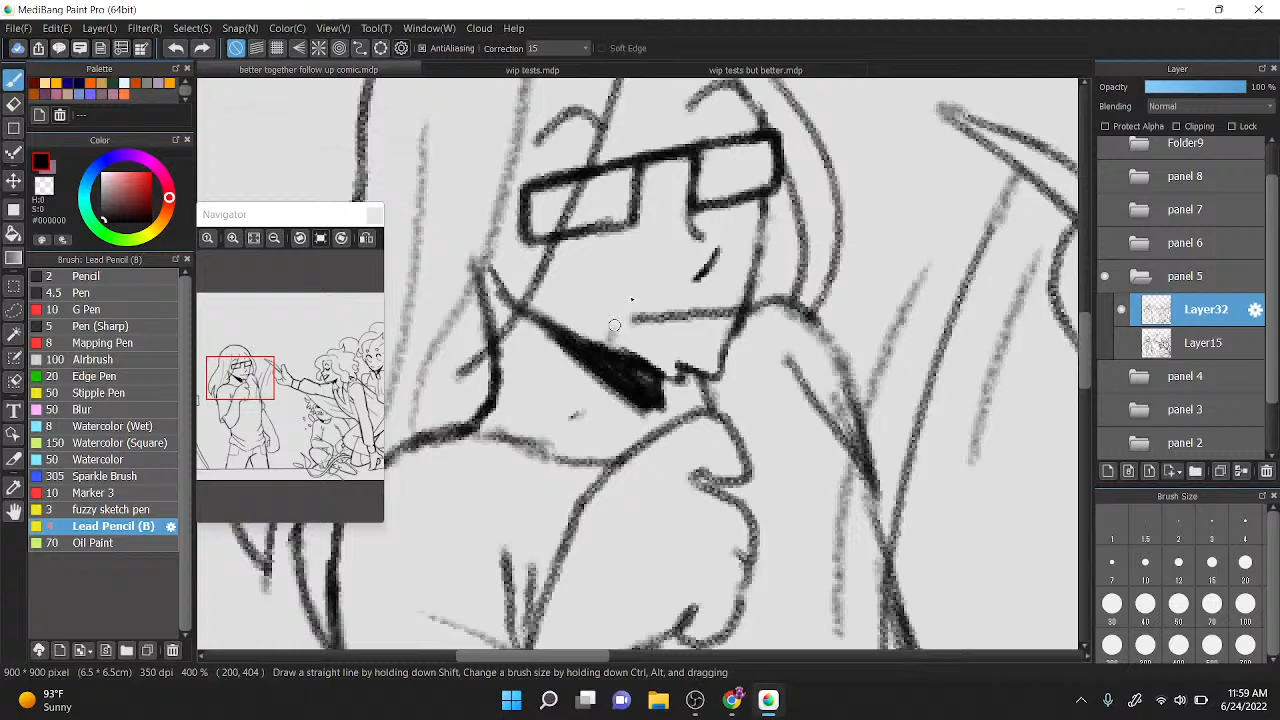 MediBang Paint Pro (64bit)
File(F) Edit(E) Layer(L) Filter(V) Select(S) Snap(N) Color(C) View(V) Tool(T) Window(W) Cloud Help
AntiAliasing Correction 15 Soft Edge
Palette
better together follow up comic.mdp wip tests.mdp wip tests but better.mdp
---
Color
H:0
S:0
#000000
Navigator
Brush: Lead Pencil (B)
2 Pencil
4.5 Pen
10 G Pen
5 Pen (Sharp)
8 Mapping Pen
100 Airbrush
20 Edge Pen
50 Stipple Pen
50 Blur
8 Watercolor (Wet)
150 Watercolor (Square)
50 Watercolor
305 Sparkle Brush
10 Marker 3
3 fuzzy sketch pen
4 Lead Pencil (B)
70 Oil Paint
Layer
Opacity 100 %
Blending Normal
Protect Alpha Clipping Lock
Folder9
panel 8
panel 7
panel 6
panel 5
Layer32
Layer15
panel 4
panel 3
panel 2
Brush Size
1 1.5 2 3 4
7 10 12 15 20
30 40 50 70 100
900 * 900 pixel (6.5 * 6.5cm) 350 dpi 400 % ( 200, 404 ) Draw a straight line by holding down Shift, Change a brush size by holding down Ctrl, Alt, and dragging
93°F
Sunny
11:59 AM
6/24/2022